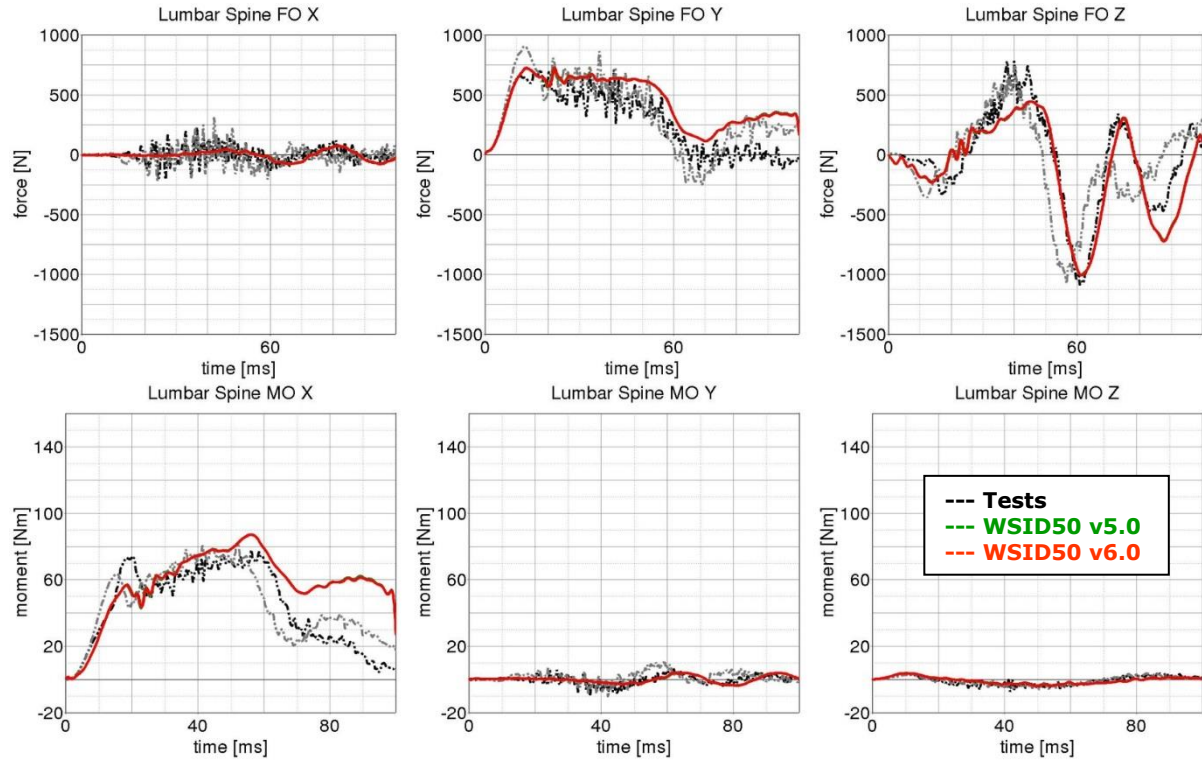 Lumbar Spine FO X
Lumbar Spine FO Y
Lumbar Spine FO Z
1000
500
0
-500
-1000
-1500
force [N]
0
60
time [ms]
1000
500
0
-500
-1000
-1500
force [N]
0
60
time [ms]
1000
500
0
-500
-1000
-1500
force [N]
0
60
time [ms]
Lumbar Spine MO X
Lumbar Spine MO Y
Lumbar Spine MO Z
140
100
60
20
-20
moment [Nm]
0
40
80
time [ms]
140
100
60
20
-20
moment [Nm]
0
40
80
time [ms]
140
100
60
20
-20
moment [Nm]
0
40
80
time [ms]
--- Tests
--- WSID50 v5.0
--- WSID50 v6.0